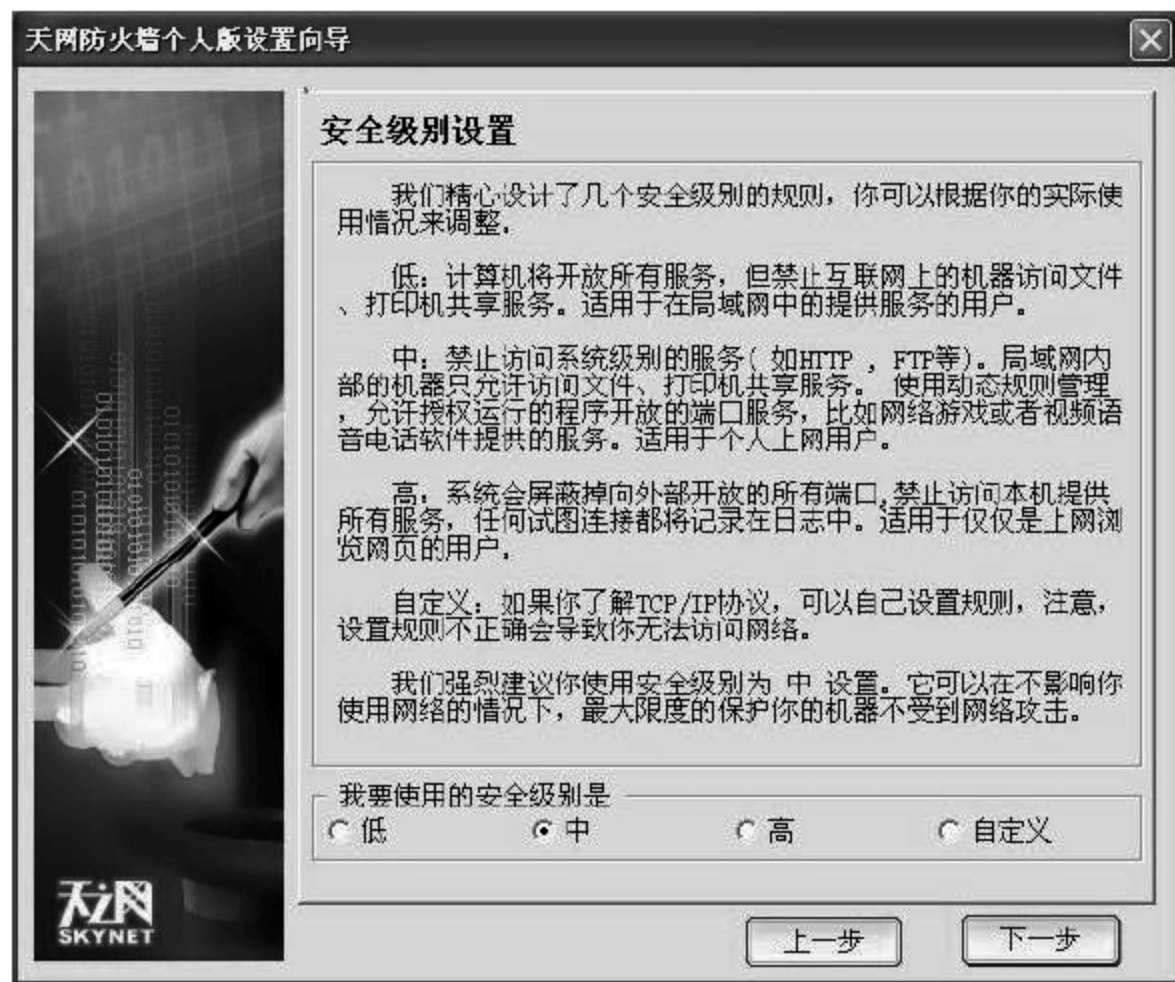 天网防火墙个人版设置向导
安全级别设置
我们精心设计了几个安全级别的规则，你可以根据你的实际使
用情况来调整.
低：计算机将开放所有服务，但禁止互联网上的机器访问文件
、打印机共享服务。适用于在局域网中的提供服务的用户。
中：禁止访问系统级别的服务( 如HTTP ，FTP等)。局域网内
部的机器只允许访问文件、打印机共享服务。 使用动态规则管理
，允许授权运行的程序开放的端口服务，比如网络游戏或者视频语
音电话软件提供的服务。适用于个人上网用户。
高：系统会屏蔽掉向外部开放的所有端口,禁止访问本机提供
所有服务，任何试图连接都将记录在日志中。适用于仅仅是上网浏
览网页的用户.
自定义：如果你了解TCP/IP协议，可以自己设置规则，注意，
设置规则不正确会导致你无法访问网络。
我们强烈建议你使用安全级别为 中 设置。它可以在不影响你
使用网络的情况下，最大限度的保护你的机器不受到网络攻击。
我要使用的安全级别是
低 中 高 自定义
天之网
SKYNET
上一步 下一步